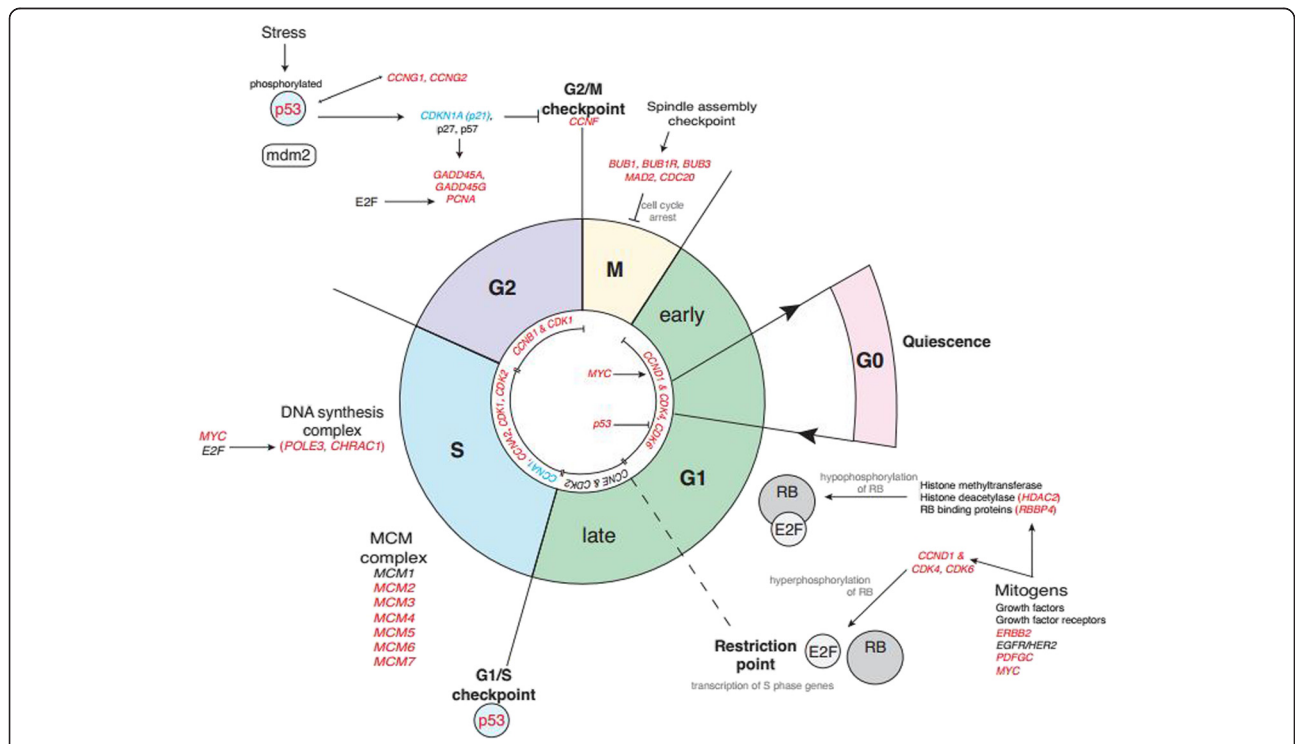 Stress
phosphorylated
p53
mdm2
CCNG1, CCNG2
CDKN1A (p21),
p27, p57
GADD45A,
GADD45G
PCNA
E2F
G2/M
checkpoint
CCNF
Spindle assembly
checkpoint
BUB1, BUB1R, BUB3
MAD2, CDC20
cell cycle
arrest
G2
M
early
G0
Quiescence
G1
late
S
CCNB1 & CDK1
CCND1 & CDK4, CDK6
CCNE & CDK2
CCNA1, CCNA2, CDK1, CDK2
MYC
p53
MYC
E2F
DNA synthesis
complex
(POLE3, CHRAC1)
MCM
complex
MCM1
MCM2
MCM3
MCM4
MCM5
MCM6
MCM7
G1/S
checkpoint
p53
Restriction
point
transcription of S phase genes
E2F
RB
RB
E2F
hypophosphorylation
of RB
Histone methyltransferase
Histone deacetylase (HDAC2)
RB binding proteins (RBBP4)
CCND1 &
CDK4, CDK6
hyperphosphorylation
of RB
Mitogens
Growth factors
Growth factor receptors
ERBB2
EGFR/HER2
PDFGC
MYC